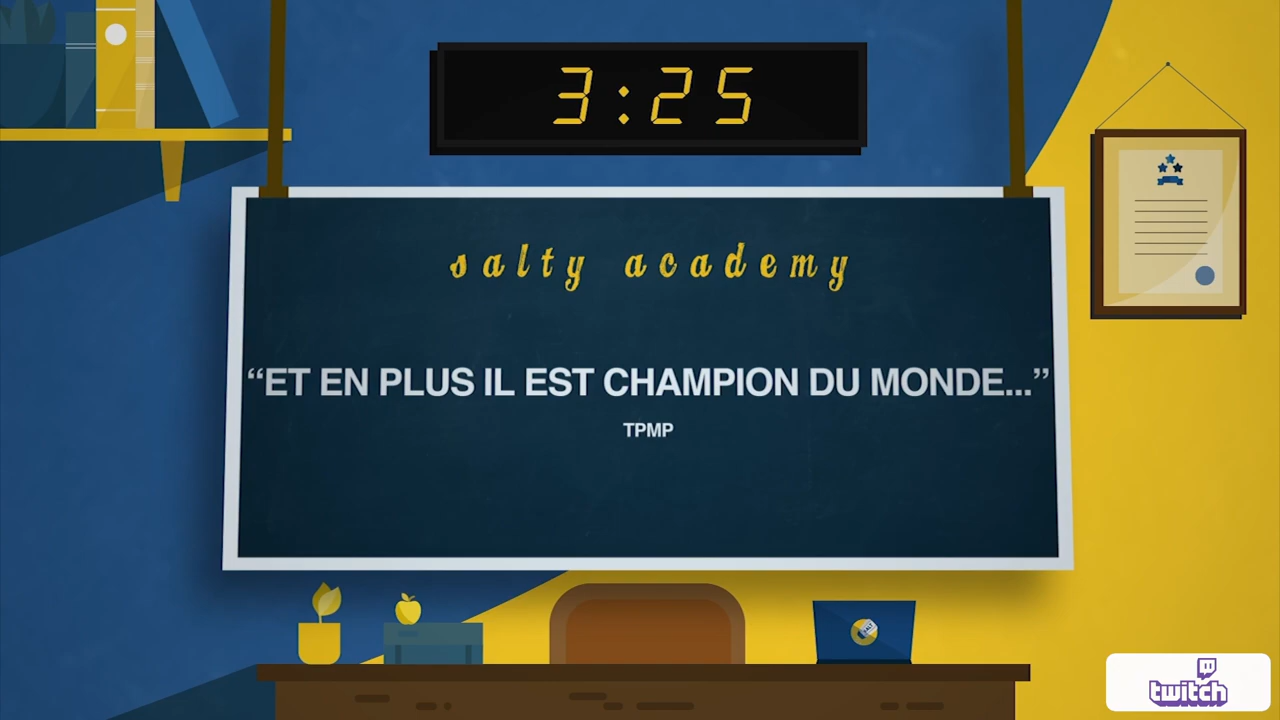 3:25
salty academy
“ET EN PLUS IL EST CHAMPION DU MONDE...”
TPMP
twitch